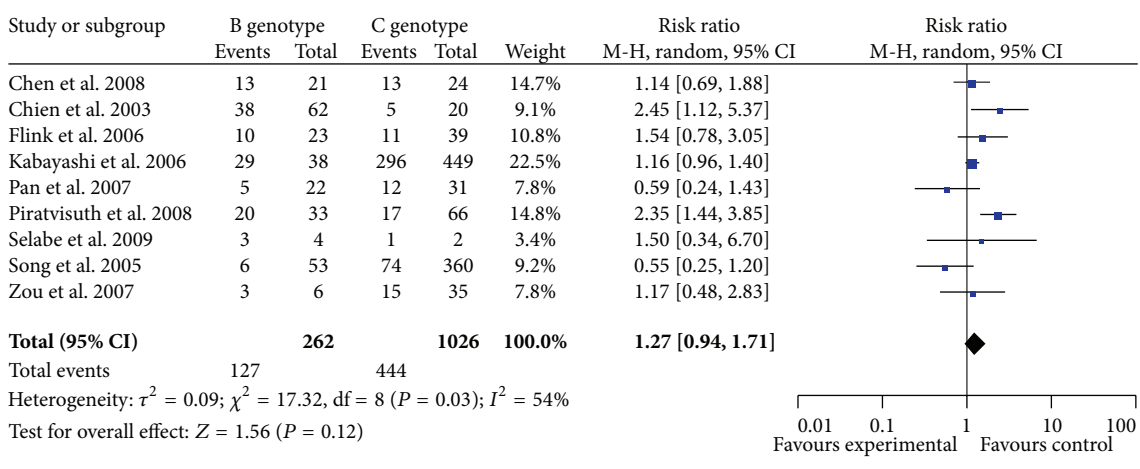 Study or subgroup B genotype C genotype Risk ratio Risk ratio
Events Total Events Total Weight M-H, random, 95% CI M-H, random, 95% CI
Chen et al. 2008 13 21 13 24 14.7% 1.14 [0.69, 1.88]
Chien et al. 2003 38 62 5 20 9.1% 2.45 [1.12, 5.37]
Flink et al. 2006 10 23 11 39 10.8% 1.54 [0.78, 3.05]
Kabayashi et al. 2006 29 38 296 449 22.5% 1.16 [0.96, 1.40]
Pan et al. 2007 5 22 12 31 7.8% 0.59 [0.24, 1.43]
Piratvisuth et al. 2008 20 33 17 66 14.8% 2.35 [1.44, 3.85]
Selabe et al. 2009 3 4 1 2 3.4% 1.50 [0.34, 6.70]
Song et al. 2005 6 53 74 360 9.2% 0.55 [0.25, 1.20]
Zou et al. 2007 3 6 15 35 7.8% 1.17 [0.48, 2.83]
Total (95% CI) 262 1026 100.0% 1.27 [0.94, 1.71]
Total events 127 444
Heterogeneity: τ² = 0.09; χ² = 17.32, df = 8 (P = 0.03); I² = 54%
Test for overall effect: Z = 1.56 (P = 0.12)
0.01 0.1 1 10 100
Favours experimental Favours control